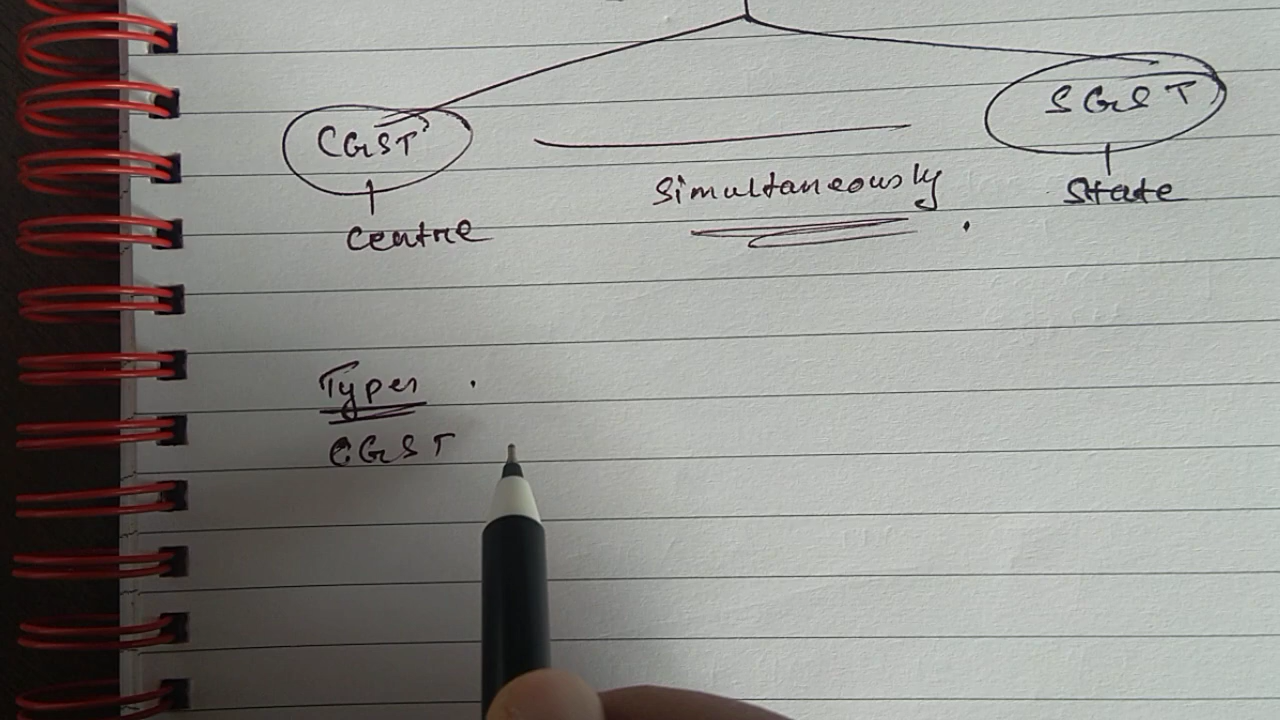 CGST SGST
Simultaneously State
Centre
Types
CGST